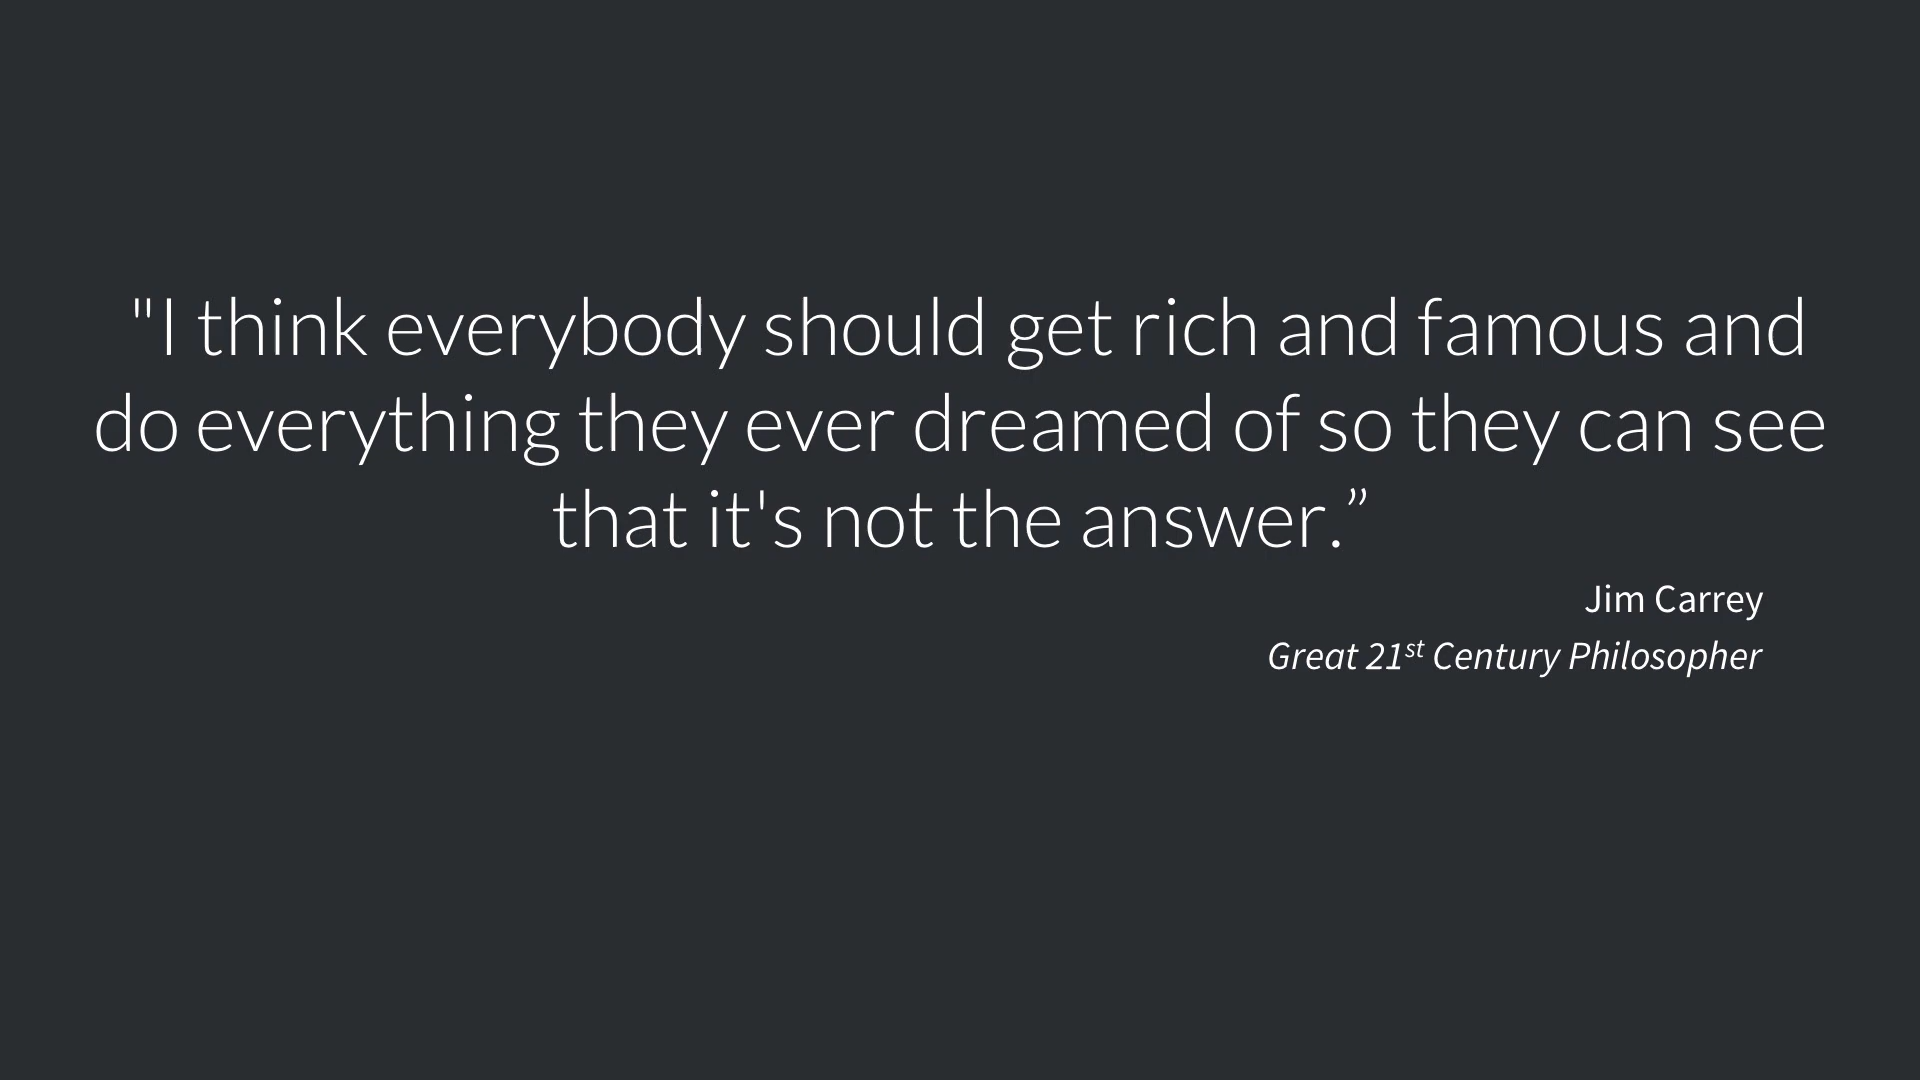 "I think everybody should get rich and famous and
do everything they ever dreamed of so they can see
that it's not the answer.”
Jim Carrey
Great 21st Century Philosopher